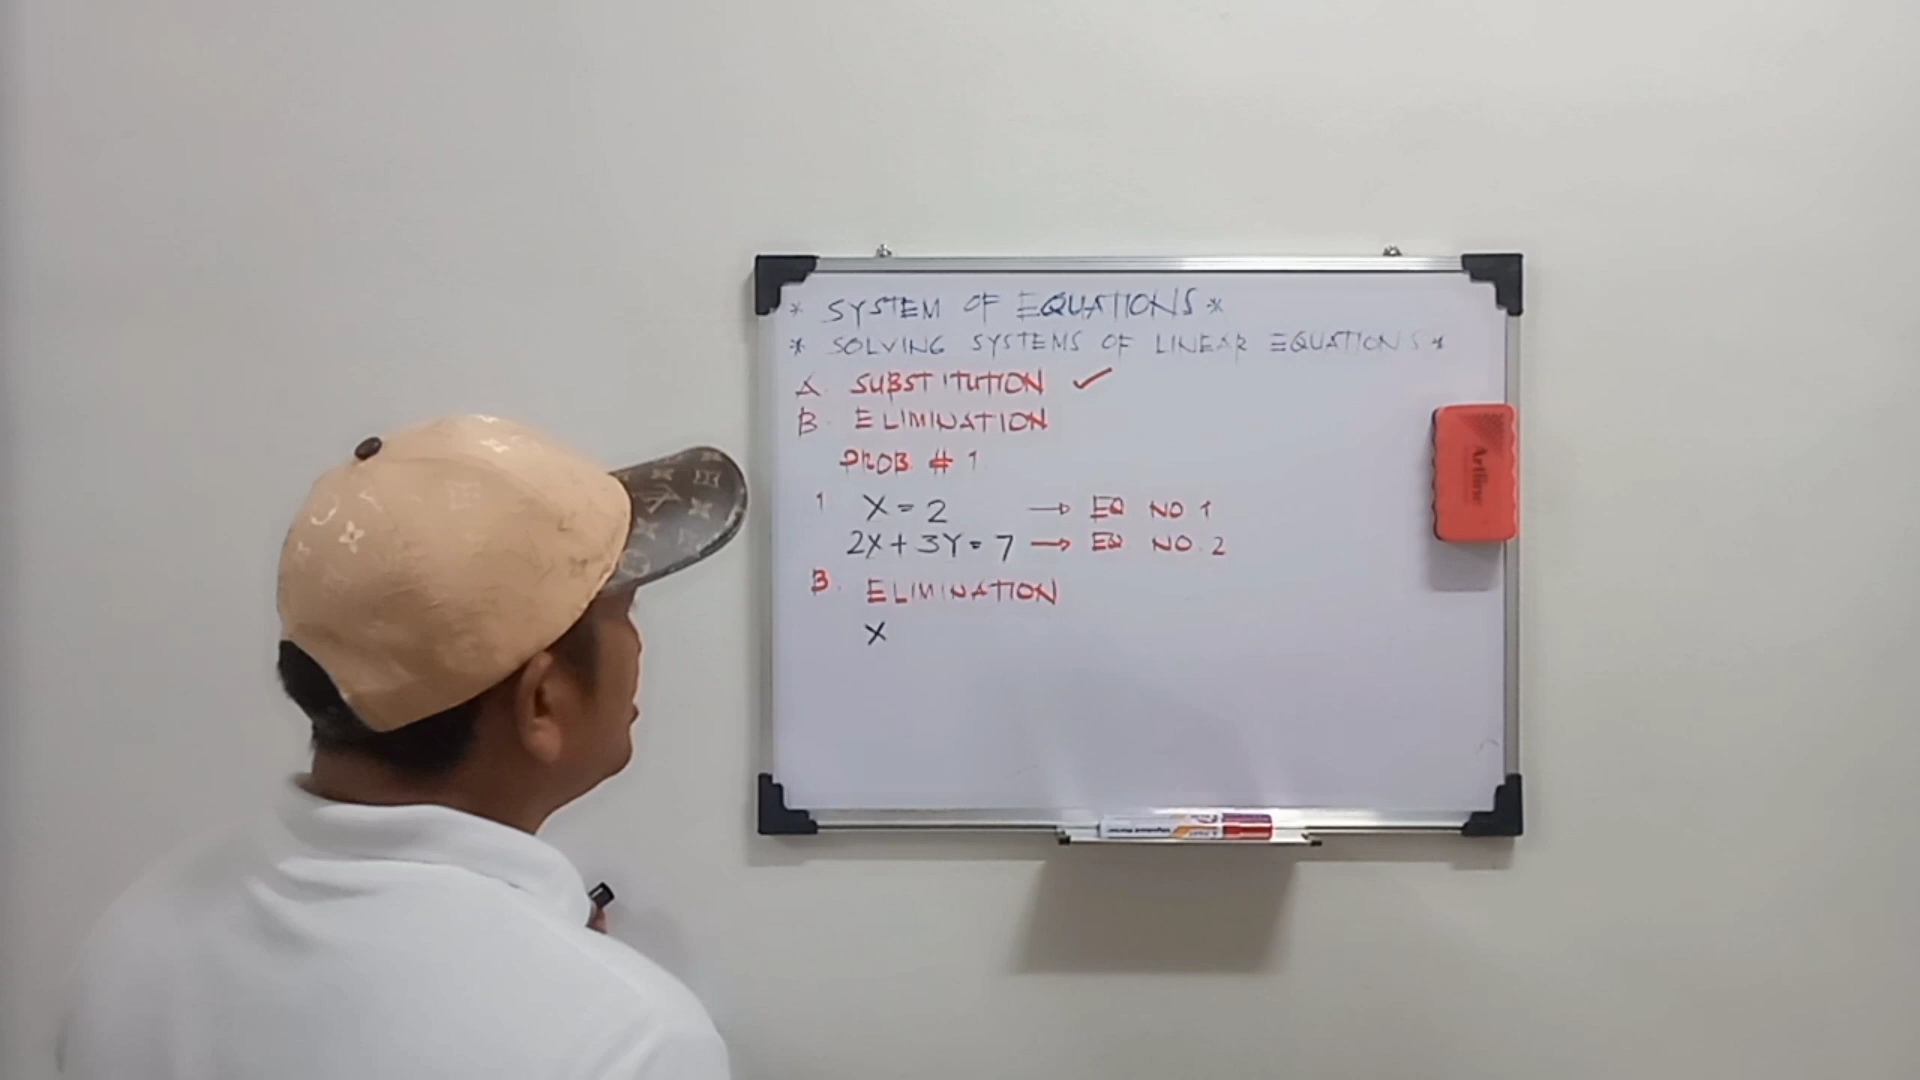 * SYSTEM OF EQUATIONS *
* SOLVING SYSTEMS OF LINEAR EQUATIONS *
A. SUBSTITUTION ✓
B. ELIMINATION
PROB # 1
1 X = 2 → EQ NO 1
2X + 3Y = 7 → EQ NO. 2
B. ELIMINATION
X
Artline